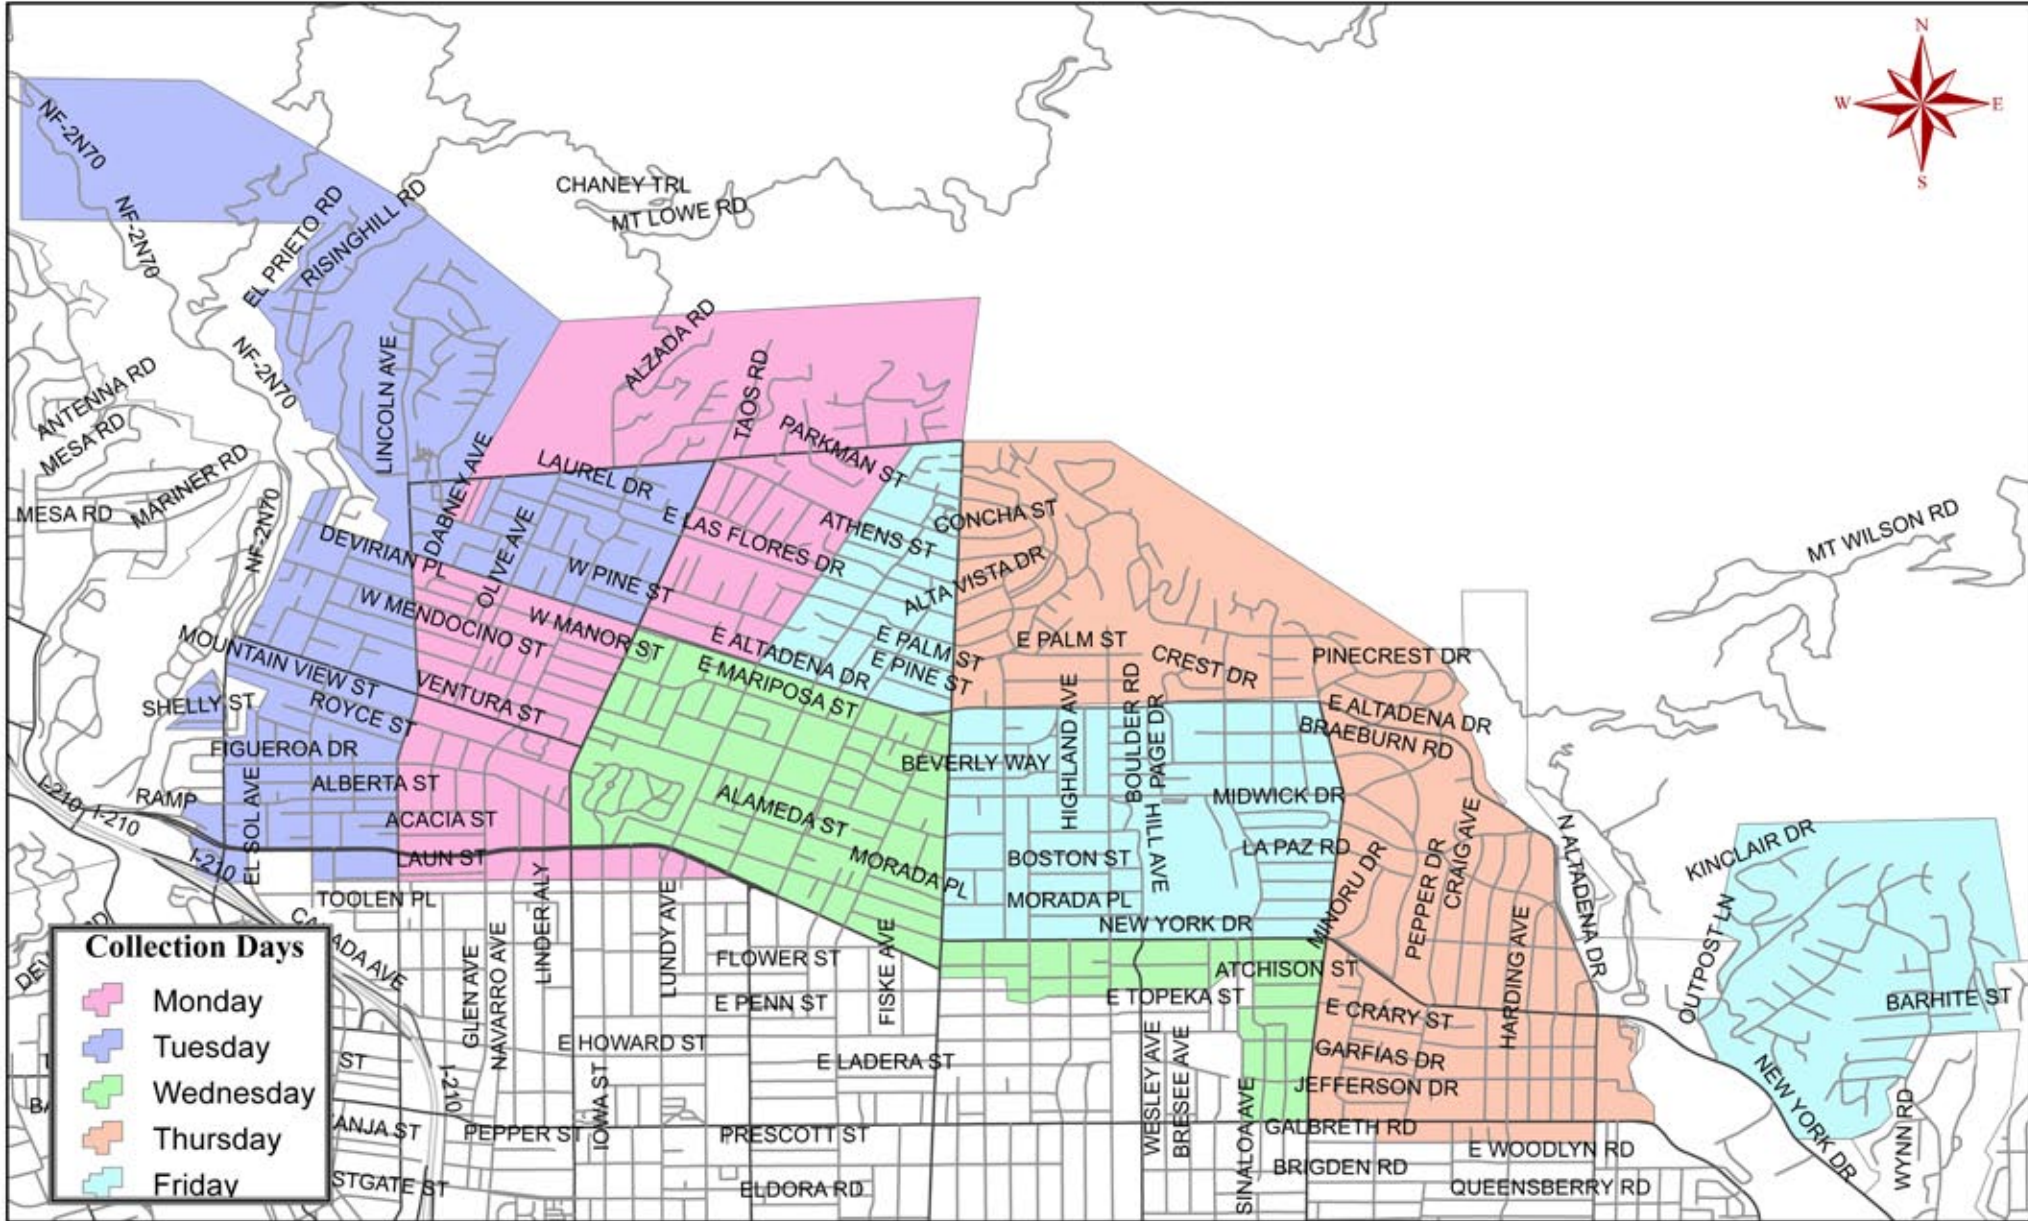 N
W
E
S
NF-2N70
NF-2N70
EL PRIETO RD
RISINGHILL RD
CHANEY TRL
MT LOWE RD
NF-2N70
LINCOLN AVE
ALZADA RD
TAOS RD
ANTENNA RD
MESA RD
MARINER RD
MESA RD
NF-2N70
DABNEY AVE
LAUREL DR
PARKMAN ST
OLIVE AVE
E LAS FLORES DR
ATHENS ST
CONCHA ST
MT WILSON RD
DEVIRIAN PL
W PINE ST
ALTA VISTA DR
W MENDOCINO ST
W MANOR ST
E ALTADENA DR
E PALM ST
E PALM ST
E PINE ST
CREST DR
PINECREST DR
MOUNTAIN VIEW ST
E MARIPOSA ST
SHELLY ST
ROYCE ST
VENTURA ST
HIGHLAND AVE
BOULDER RD
PAGE DR
E ALTADENA DR
BRAEBURN RD
FIGUEROA DR
BEVERLY WAY
ALBERTA ST
MIDWICK DR
I-210
I-210
RAMP
EL SOL AVE
ACACIA ST
ALAMEDA ST
N ALTADENA DR
CRAIG AVE
PEPPER DR
I-210
LAUN ST
MORADA PL
BOSTON ST
HILL AVE
LA PAZ RD
MINORU DR
KINCLAIR DR
TOOLEN PL
LINDER ALY
LUNDY AVE
MORADA PL
NEW YORK DR
OUTPOST LN
GLEN AVE
NAVARRO AVE
FLOWER ST
FISKE AVE
ATCHISON ST
HARDING AVE
E PENN ST
E TOPEKA ST
E CRARY ST
BARHITE ST
E HOWARD ST
E LADERA ST
GARFIAS DR
JEFFERSON DR
I-210
IOWA ST
WESLEY AVE
BRESEE AVE
SINALOA AVE
NEW YORK DR
WYNN RD
PEPPER ST
PRESCOTT ST
GALBRETH RD
E WOODLYN RD
BRIGDEN RD
ELDORA RD
QUEENSBERRY RD
ADA AVE
ST
ANJA ST
STGATE ST
Collection Days
Monday
Tuesday
Wednesday
Thursday
Friday